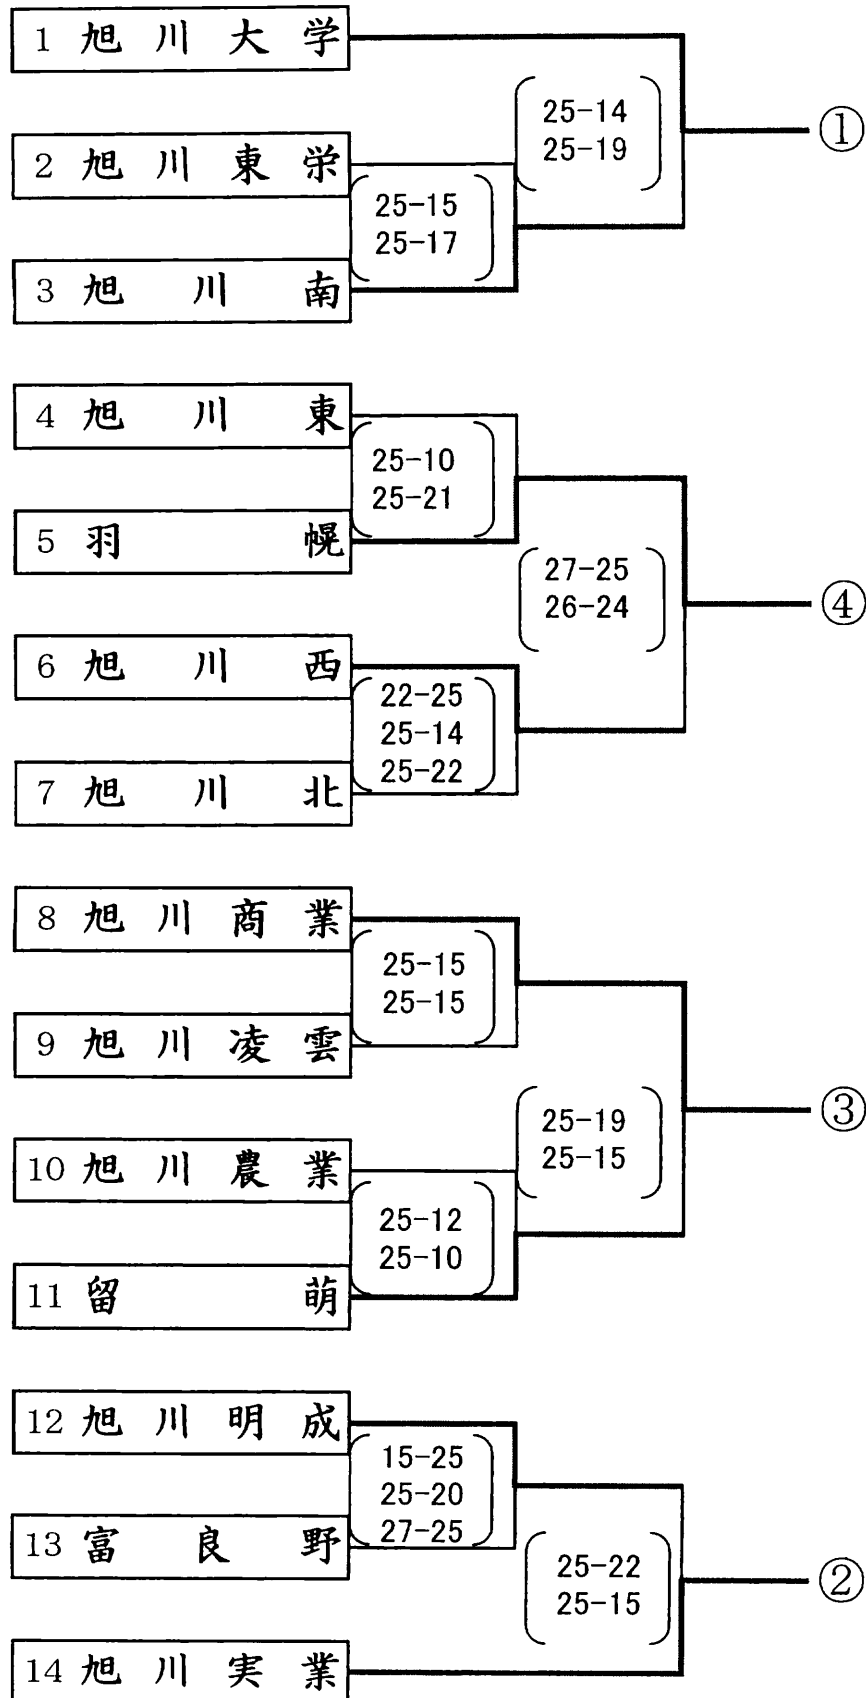 1 旭川大学
25-14
25-19
①
2 旭川東栄
25-15
25-17
3 旭川南
4 旭川東
25-10
25-21
5 羽幌
27-25
26-24
④
6 旭川西
22-25
25-14
25-22
7 旭川北
8 旭川商業
25-15
25-15
9 旭川凌雲
25-19
25-15
③
10 旭川農業
25-12
25-10
11 留萌
12 旭川明成
15-25
25-20
27-25
13 富良野
25-22
25-15
②
14 旭川実業